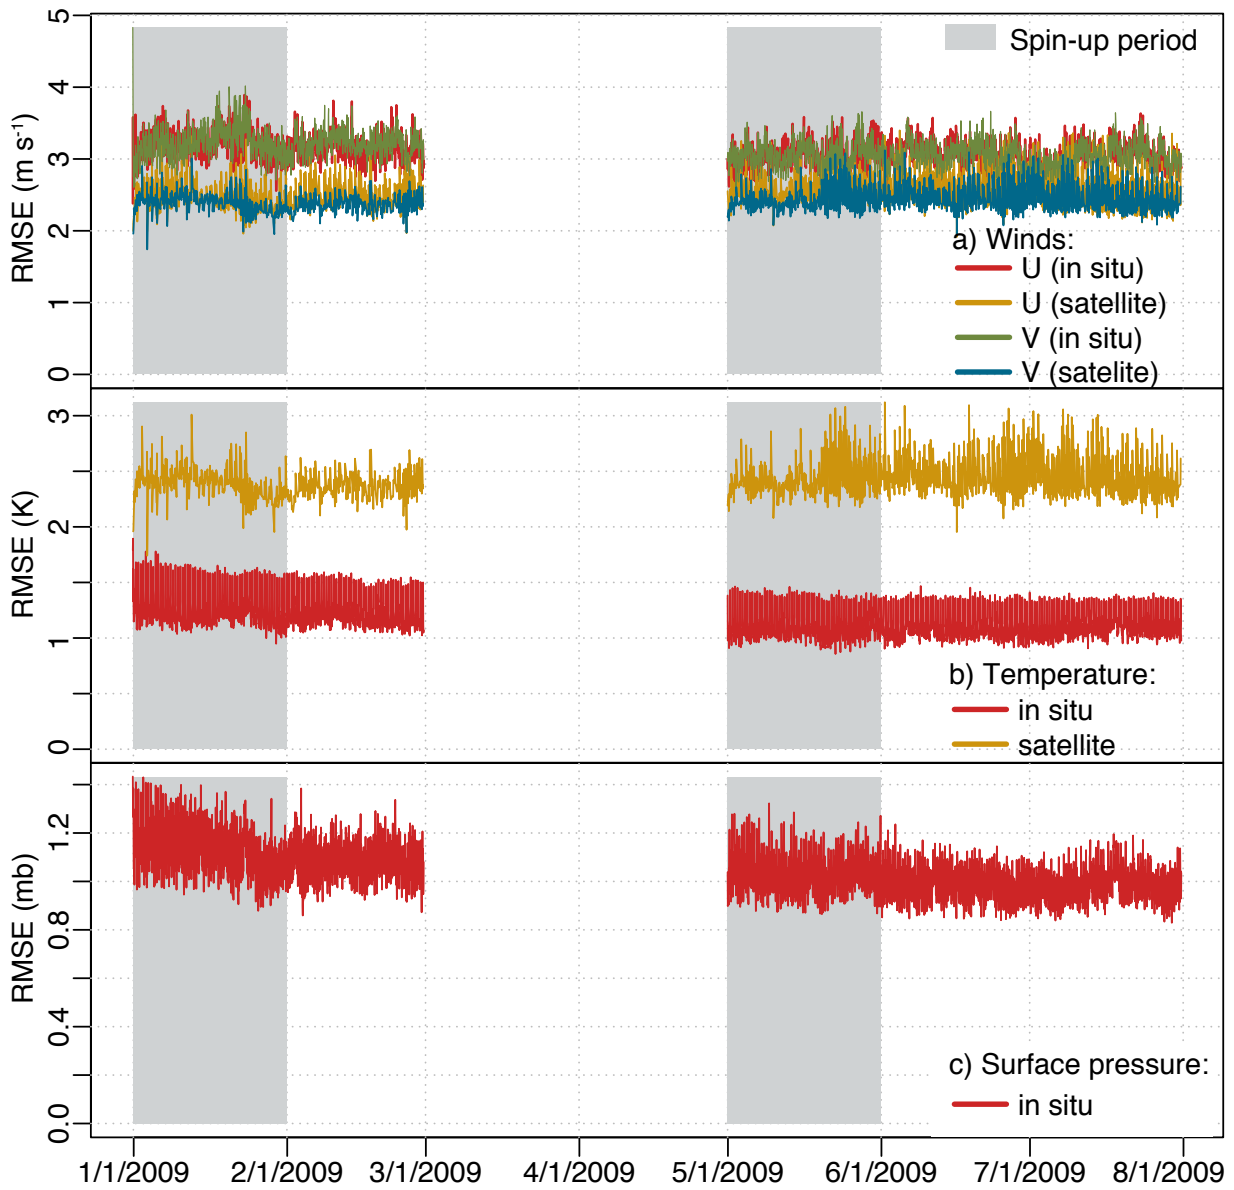 5
4
3
2
1
0
RMSE (m s⁻¹)
Spin-up period
a) Winds:
U (in situ)
U (satellite)
V (in situ)
V (satelite)
3
2
1
0
RMSE (K)
b) Temperature:
in situ
satellite
1.2
0.8
0.4
0.0
RMSE (mb)
c) Surface pressure:
in situ
1/1/2009 2/1/2009 3/1/2009 4/1/2009 5/1/2009 6/1/2009 7/1/2009 8/1/2009